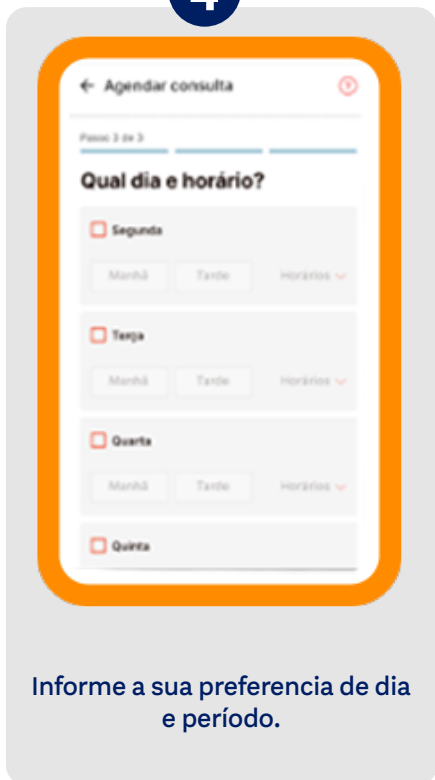 4
← Agendar consulta ?
Passo 3 de 3
Qual dia e horário?
Segunda
Manhã Tarde Horários
Terça
Manhã Tarde Horários
Quarta
Manhã Tarde Horários
Quinta
Informe a sua preferencia de dia
e período.